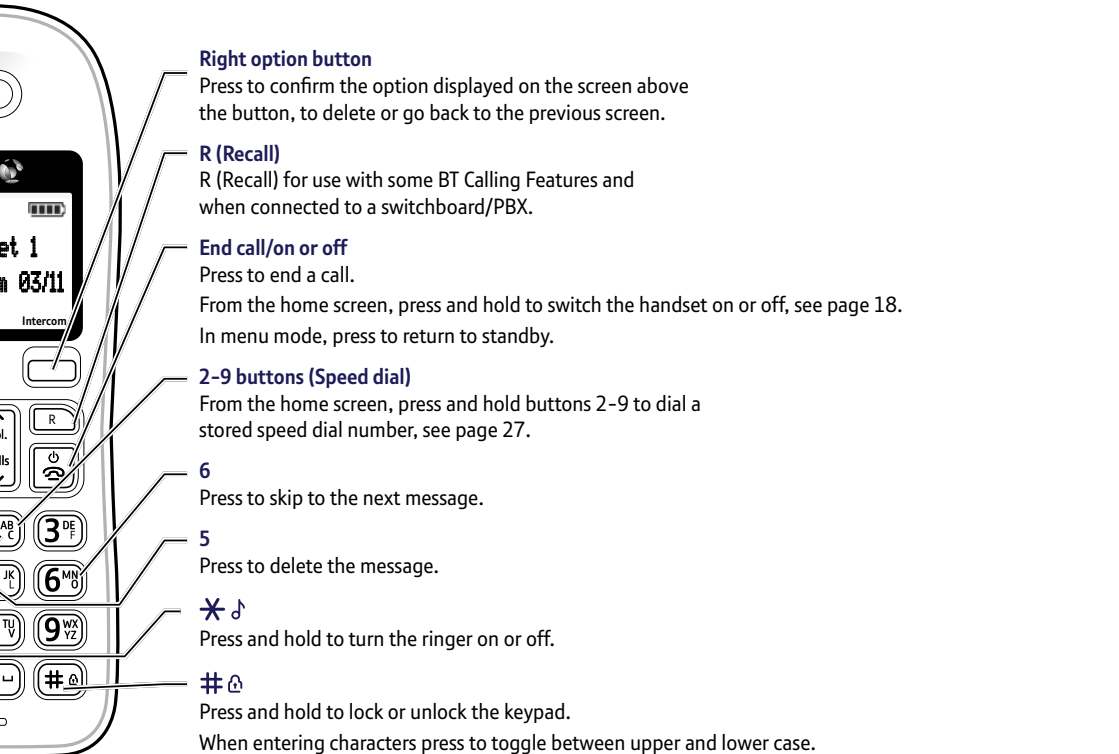 Right option button
Press to confirm the option displayed on the screen above
the button, to delete or go back to the previous screen.
R (Recall)
R (Recall) for use with some BT Calling Features and
when connected to a switchboard/PBX.
End call/on or off
Press to end a call.
From the home screen, press and hold to switch the handset on or off, see page 18.
In menu mode, press to return to standby.
2-9 buttons (Speed dial)
From the home screen, press and hold buttons 2-9 to dial a
stored speed dial number, see page 27.
6
Press to skip to the next message.
5
Press to delete the message.
* ♪
Press and hold to turn the ringer on or off.
#
Press and hold to lock or unlock the keypad.
When entering characters press to toggle between upper and lower case.
1
03/11
Intercom
R
3 DEF
6 MNO
9 WXYZ
#